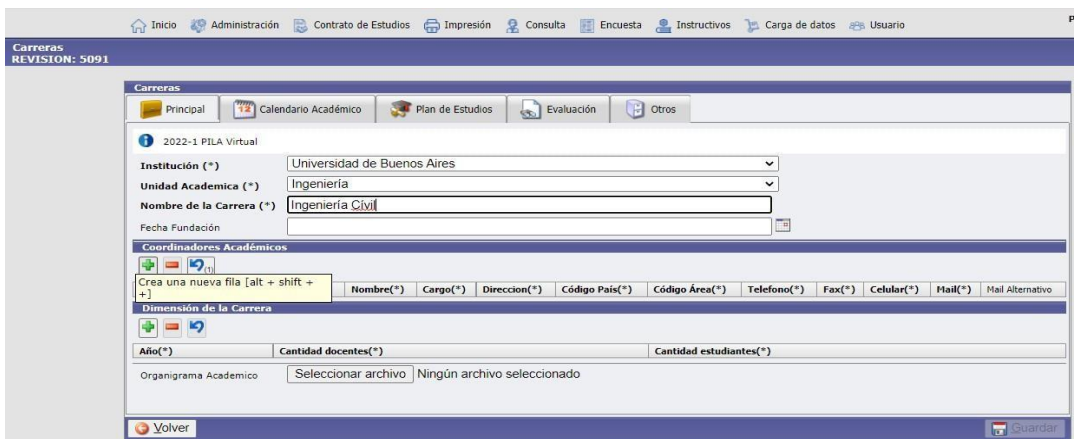 Inicio Administración Contrato de Estudios Impresión Consulta Encuesta Instructivos Carga de datos Usuario P
Carreras
REVISION: 5091
Carreras
Principal Calendario Académico Plan de Estudios Evaluación Otros
2022-1 PILA Virtual
Institución (*) Universidad de Buenos Aires
Unidad Academica (*) Ingeniería
Nombre de la Carrera (*) Ingeniería Cívil
Fecha Fundación
Coordinadores Académicos
(1)
Crea una nueva fila [alt + shift +
+]
Nombre(*) Cargo(*) Direccion(*) Código País(*) Código Área(*) Telefono(*) Fax(*) Celular(*) Mail(*) Mail Alternativo
Dimensión de la Carrera
Año(*) Cantidad docentes(*) Cantidad estudiantes(*)
Organigrama Academico Seleccionar archivo Ningún archivo seleccionado
Volver Guardar